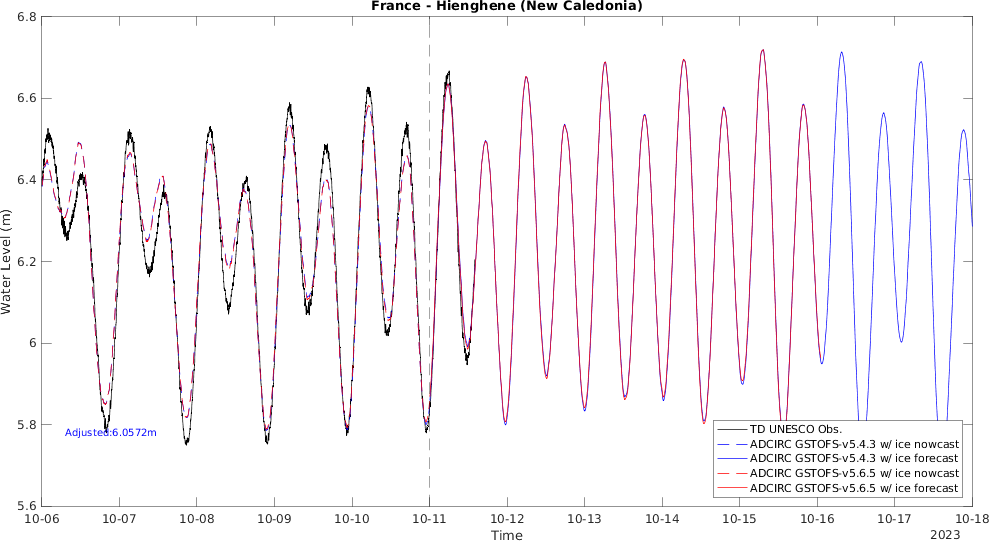 France - Hienghene (New Caledonia)
6.8
6.6
6.4
6.2
6
5.8
5.6
Water Level (m)
Adjusted:6.0572m
TD UNESCO Obs.
ADCIRC GSTOFS-v5.4.3 w/ ice nowcast
ADCIRC GSTOFS-v5.4.3 w/ ice forecast
ADCIRC GSTOFS-v5.6.5 w/ ice nowcast
ADCIRC GSTOFS-v5.6.5 w/ ice forecast
10-06 10-07 10-08 10-09 10-10 10-11 10-12 10-13 10-14 10-15 10-16 10-17 10-18
Time
2023